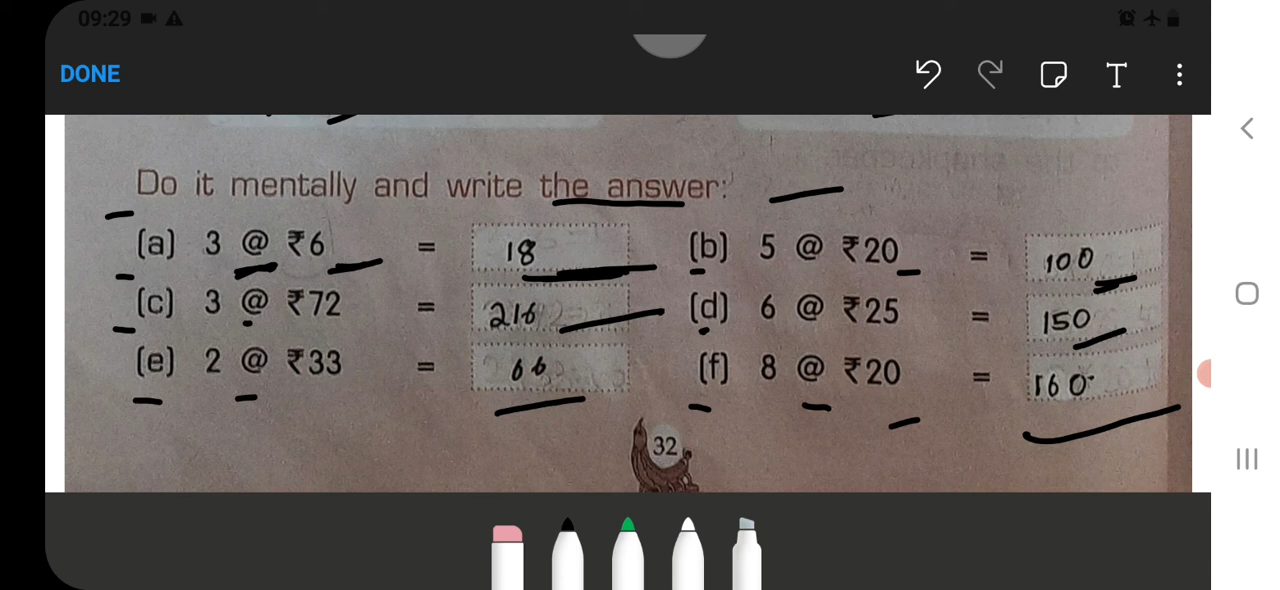 09:29
DONE
T
Do it mentally and write the answer:
(a) 3 @ ₹6 = 18 (b) 5 @ ₹20 = 100
(c) 3 @ ₹72 = 216 (d) 6 @ ₹25 = 150
(e) 2 @ ₹33 = 66 (f) 8 @ ₹20 = 160
32